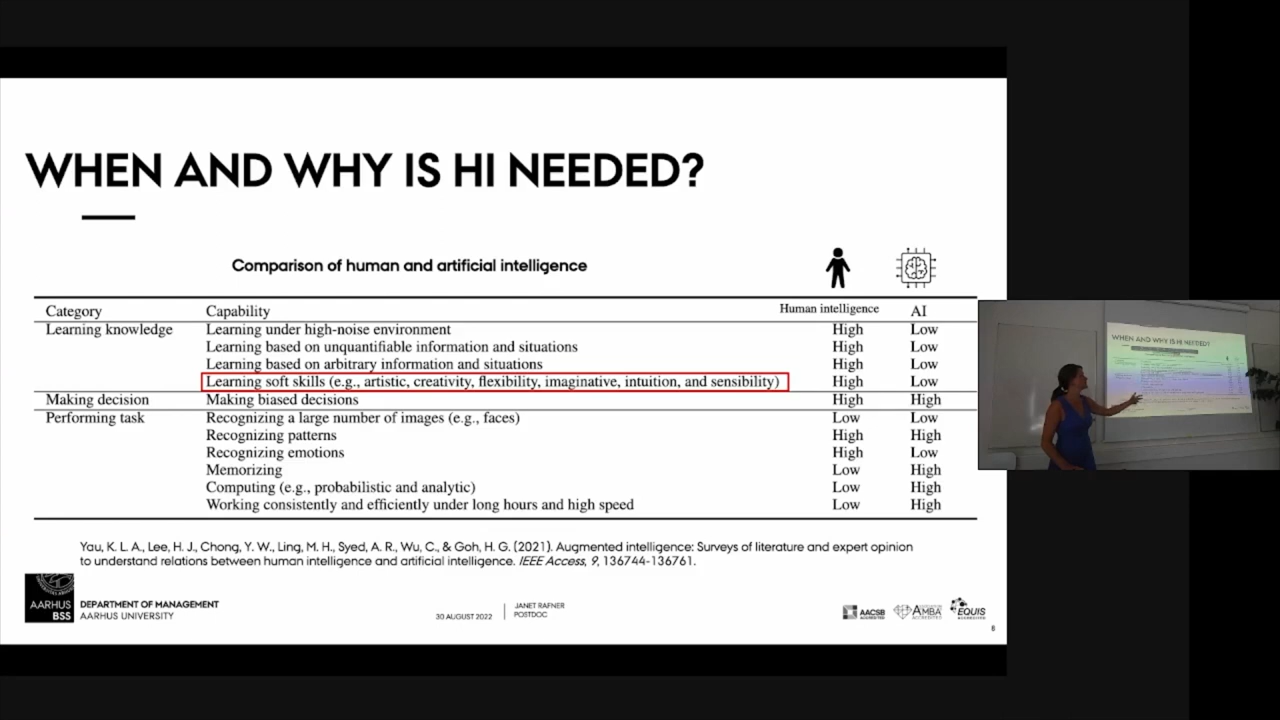 WHEN AND WHY IS HI NEEDED?
Comparison of human and artificial intelligence
Category Capability Human intelligence AI
Learning knowledge Learning under high-noise environment High Low
Learning based on unquantifiable information and situations High Low
Learning based on arbitrary information and situations High Low
Learning soft skills (e.g., artistic, creativity, flexibility, imaginative, intuition, and sensibility) High Low
Making decision Making biased decisions High High
Performing task Recognizing a large number of images (e.g., faces) Low Low
Recognizing patterns High High
Recognizing emotions High Low
Memorizing Low High
Computing (e.g., probabilistic and analytic) Low High
Working consistently and efficiently under long hours and high speed Low High
Yau, K. L. A., Lee, H. J., Chong, Y. W., Ling, M. H., Syed, A. R., Wu, C., & Goh, H. G. (2021). Augmented intelligence: Surveys of literature and expert opinion
to understand relations between human intelligence and artificial intelligence. IEEE Access, 9, 136744-136761.
AARHUS
BSS
DEPARTMENT OF MANAGEMENT
AARHUS UNIVERSITY
30 AUGUST 2022
JANET RAFNER
POSTDOC
AACSB
ACCREDITED
AMBA
ACCREDITED
EQUIS
ACCREDITED
WHEN AND WHY IS HI NEEDED?